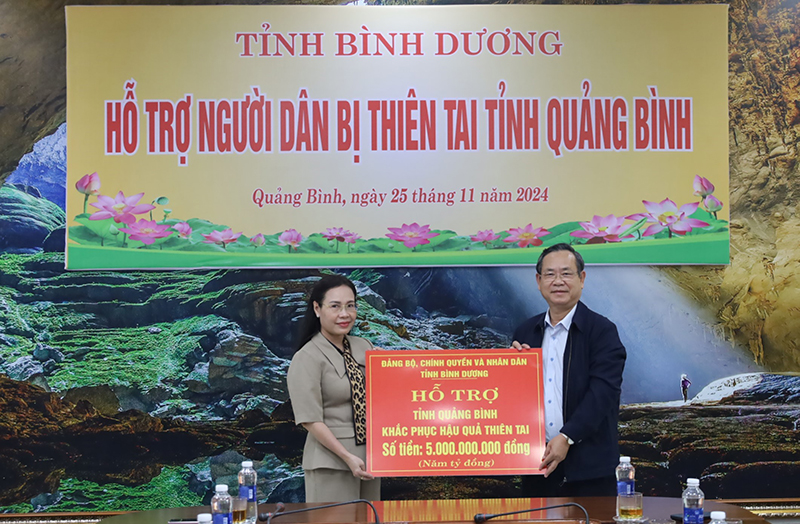 TỈNH BÌNH DƯƠNG
HỖ TRỢ NGƯỜI DÂN BỊ THIÊN TAI TỈNH QUẢNG BÌNH
Quảng Bình, ngày 25 tháng 11 năm 2024
ĐẢNG BỘ, CHÍNH QUYỀN VÀ NHÂN DÂN
TỈNH BÌNH DƯƠNG
HỖ TRỢ
TỈNH QUẢNG BÌNH
KHẮC PHỤC HẬU QUẢ THIÊN TAI
Số tiền: 5.000.000.000 đồng
(Năm tỷ đồng)